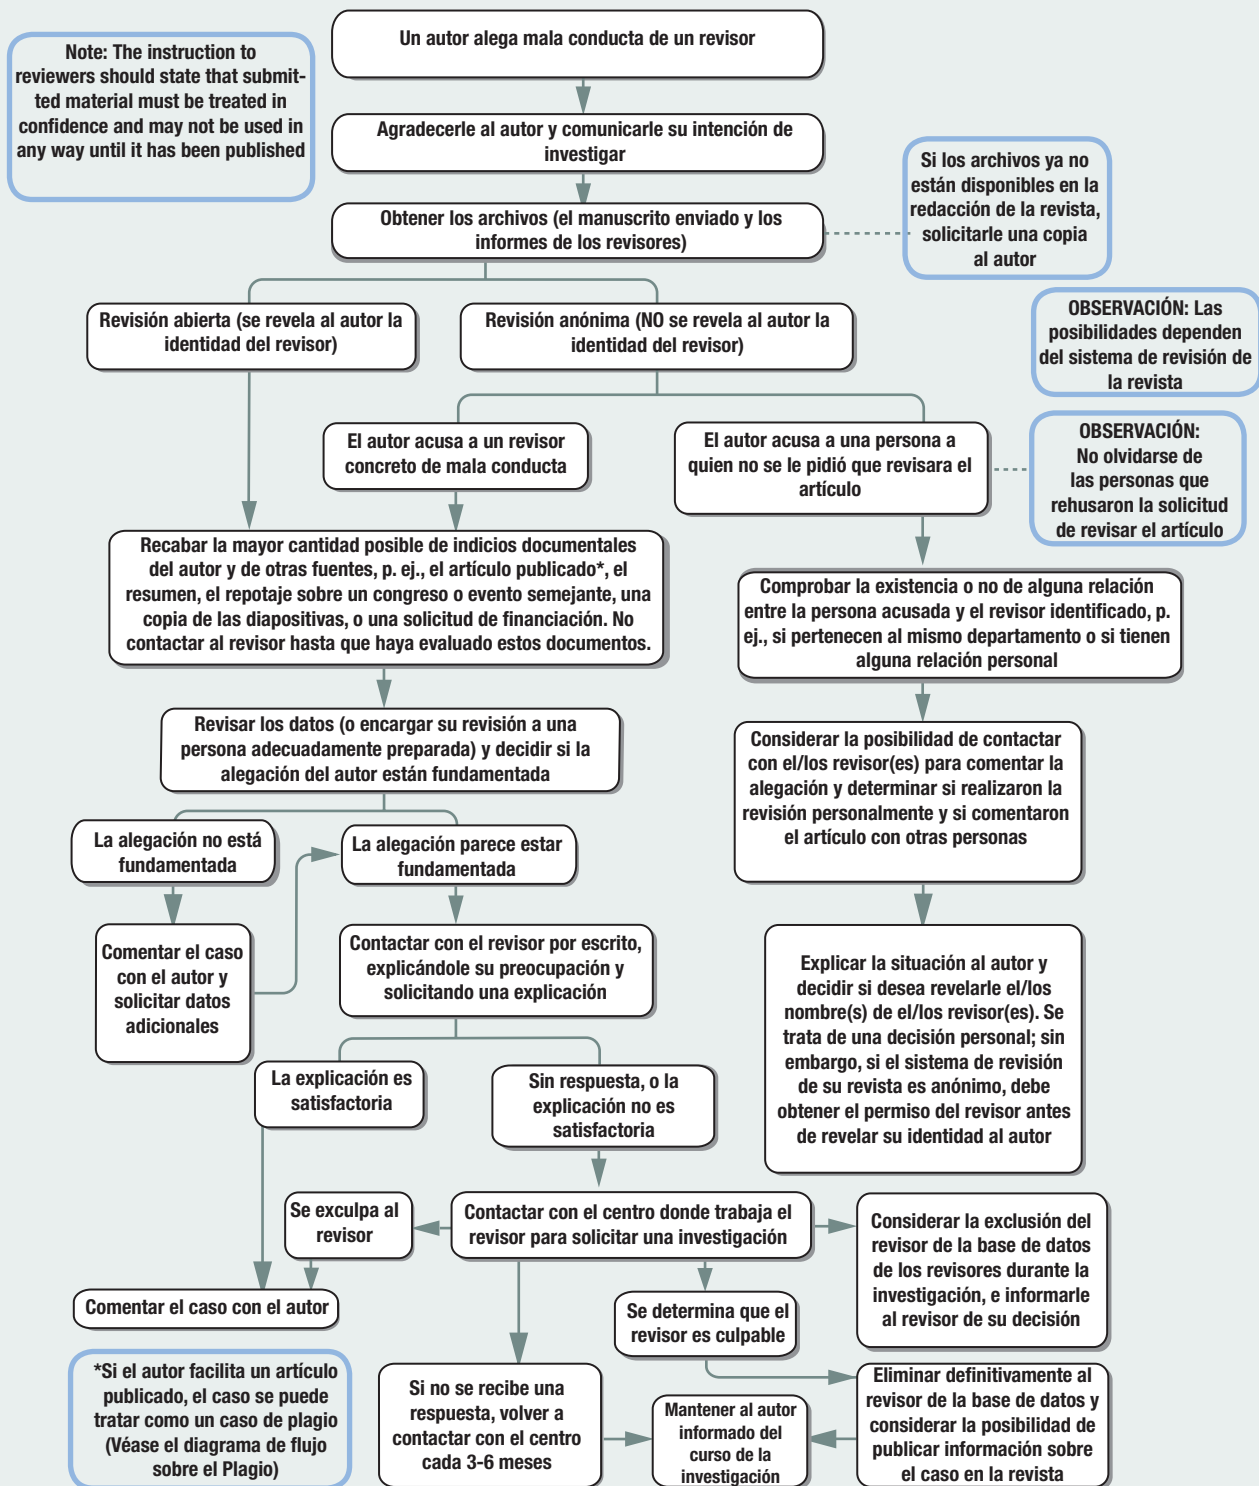 Un autor alega mala conducta de un revisor
Note: The instruction to
reviewers should state that submit-
ted material must be treated in
confidence and may not be used in
any way until it has been published
Agradecerle al autor y comunicarle su intención de
investigar
Si los archivos ya no
están disponibles en la
redacción de la revista,
solicitarle una copia
al autor
Obtener los archivos (el manuscrito enviado y los
informes de los revisores)
Revisión abierta (se revela al autor la
identidad del revisor)
Revisión anónima (NO se revela al autor la
identidad del revisor)
OBSERVACIÓN: Las
posibilidades dependen
del sistema de revisión de
la revista
El autor acusa a un revisor
concreto de mala conducta
El autor acusa a una persona a
quien no se le pidió que revisara el
artículo
OBSERVACIÓN:
No olvidarse de
las personas que
rehusaron la solicitud
de revisar el artículo
Recabar la mayor cantidad posible de indicios documentales
del autor y de otras fuentes, p. ej., el artículo publicado*, el
resumen, el repotaje sobre un congreso o evento semejante, una
copia de las diapositivas, o una solicitud de financiación. No
contactar al revisor hasta que haya evaluado estos documentos.
Comprobar la existencia o no de alguna relación
entre la persona acusada y el revisor identificado, p.
ej., si pertenecen al mismo departamento o si tienen
alguna relación personal
Revisar los datos (o encargar su revisión a una
persona adecuadamente preparada) y decidir si la
alegación del autor están fundamentada
Considerar la posibilidad de contactar
con el/los revisor(es) para comentar la
alegación y determinar si realizaron la
revisión personalmente y si comentaron
el artículo con otras personas
La alegación no está
fundamentada
La alegación parece estar
fundamentada
Comentar el caso
con el autor y
solicitar datos
adicionales
Contactar con el revisor por escrito,
explicándole su preocupación y
solicitando una explicación
Explicar la situación al autor y
decidir si desea revelarle el/los
nombre(s) de el/los revisor(es). Se
trata de una decisión personal; sin
embargo, si el sistema de revisión
de su revista es anónimo, debe
obtener el permiso del revisor antes
de revelar su identidad al autor
La explicación es
satisfactoria
Sin respuesta, o la
explicación no es
satisfactoria
Se exculpa al
revisor
Contactar con el centro donde trabaja el
revisor para solicitar una investigación
Considerar la exclusión del
revisor de la base de datos
de los revisores durante la
investigación, e informarle
al revisor de su decisión
Comentar el caso con el autor
Se determina que el
revisor es culpable
*Si el autor facilita un artículo
publicado, el caso se puede
tratar como un caso de plagio
(Véase el diagrama de flujo
sobre el Plagio)
Si no se recibe una
respuesta, volver a
contactar con el centro
cada 3-6 meses
Mantener al autor
informado del
curso de la
investigación
Eliminar definitivamente al
revisor de la base de datos y
considerar la posibilidad de
publicar información sobre
el caso en la revista